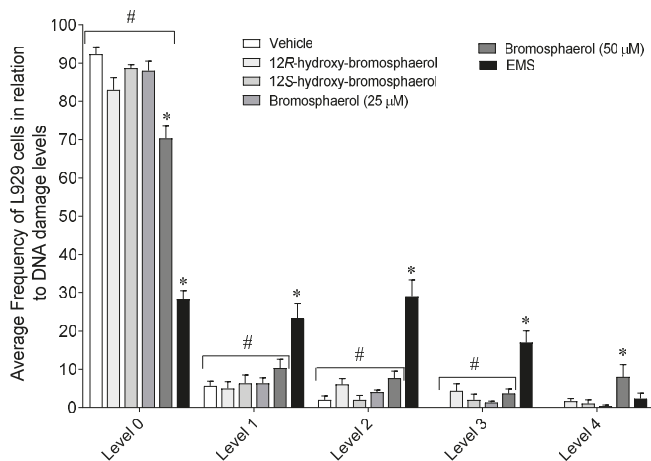 Average Frequency of L929 cells in relation
to DNA damage levels
100
90
80
70
60
50
40
30
20
10
0
#
*
*
Vehicle
12R-hydroxy-bromosphaerol
12S-hydroxy-bromosphaerol
Bromosphaerol (25 µM)
Bromosphaerol (50 µM)
EMS
#
*
#
*
#
*
*
Level 0
Level 1
Level 2
Level 3
Level 4